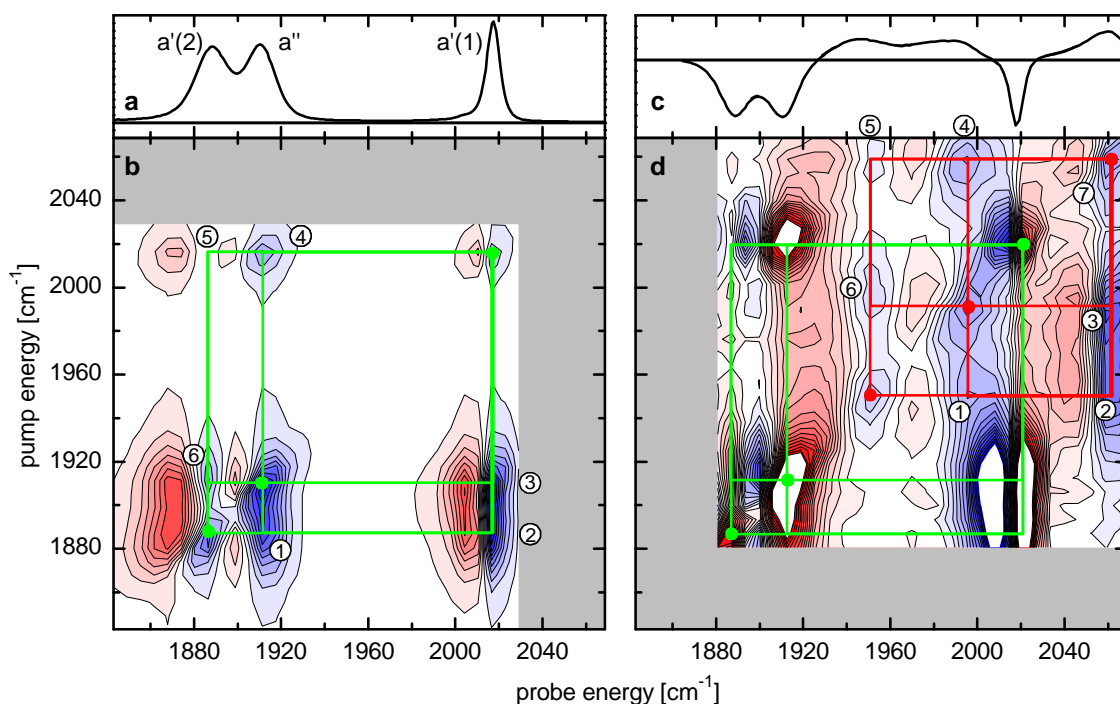 a'(2) a'' a'(1)
a
c
b
d
⑤ ④
⑤ ④
⑦
⑥
⑥
③
③
②
②
①
①
2040
2000
1960
1920
1880
pump energy [cm⁻¹]
1880 1920 1960 2000 2040
1880 1920 1960 2000 2040
probe energy [cm⁻¹]